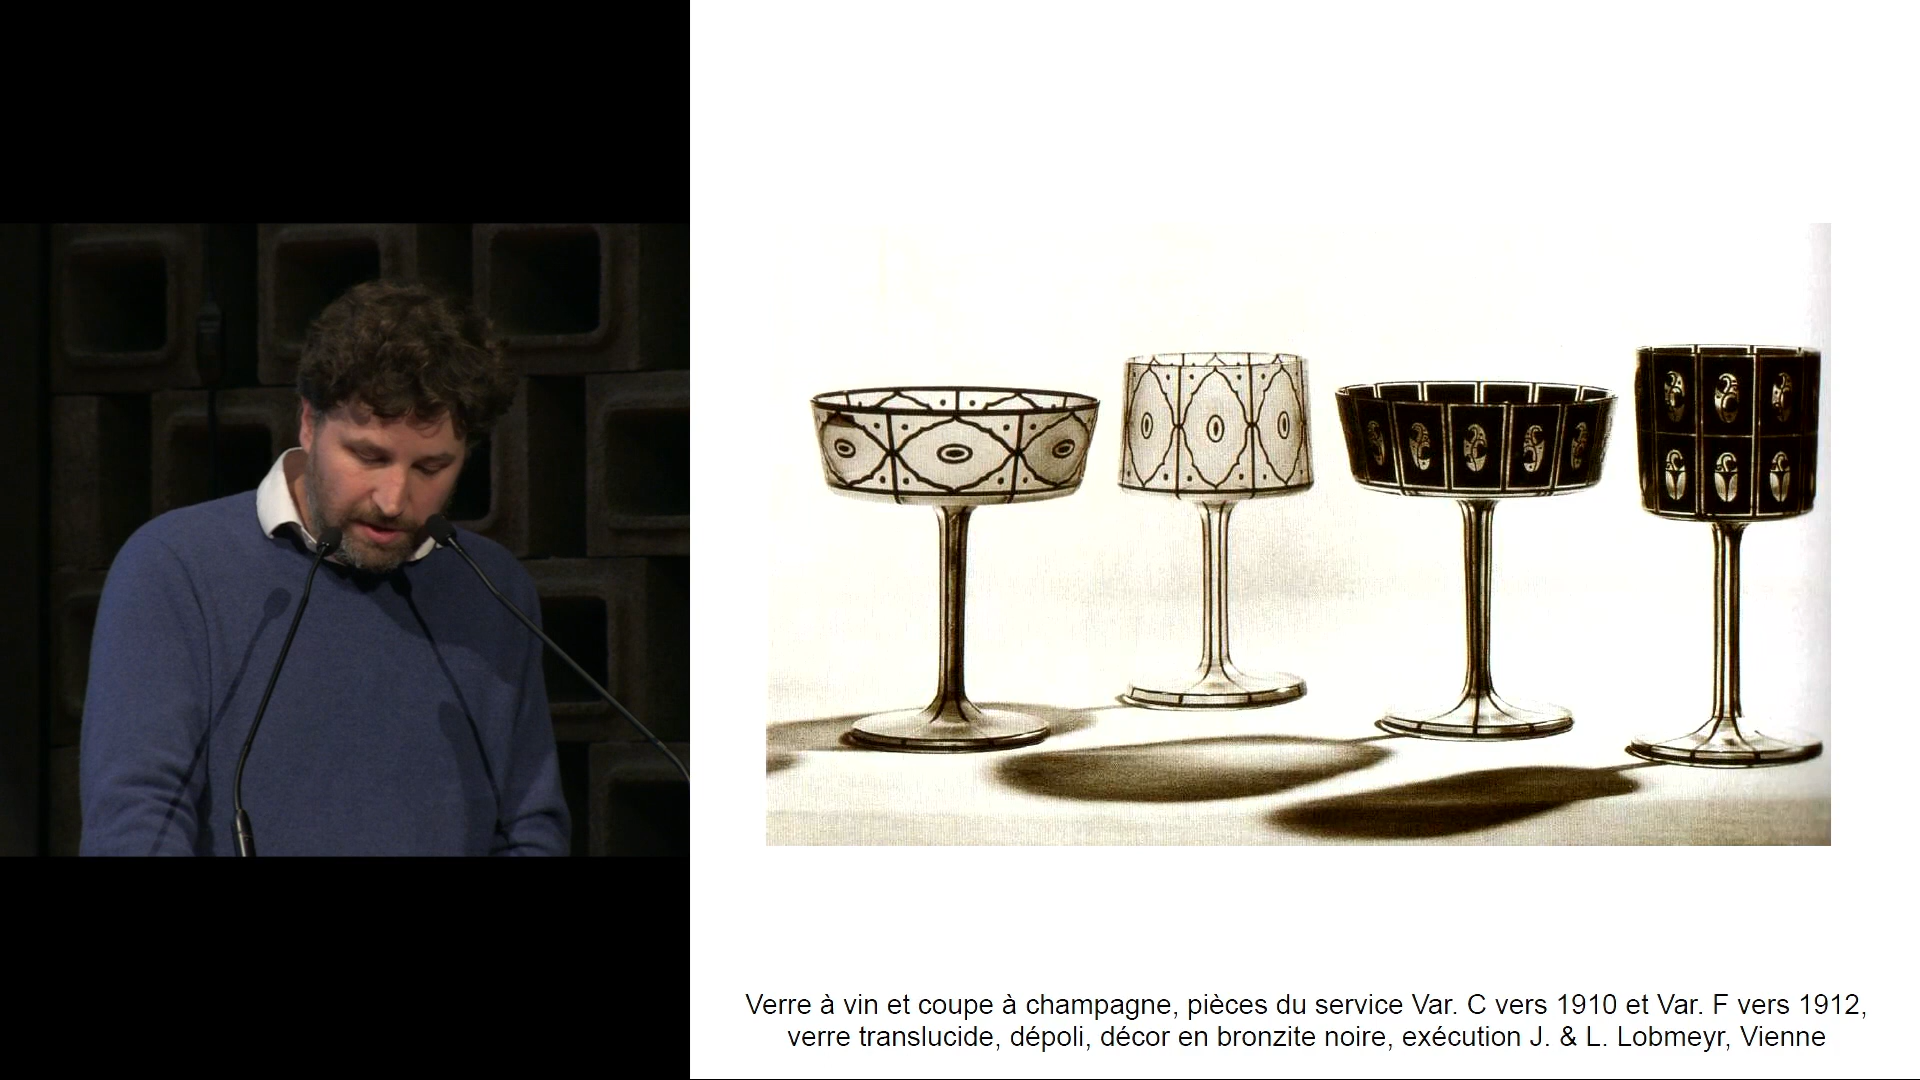 Verre à vin et coupe à champagne, pièces du service Var. C vers 1910 et Var. F vers 1912,
verre translucide, dépoli, décor en bronzite noire, exécution J. & L. Lobmeyr, Vienne